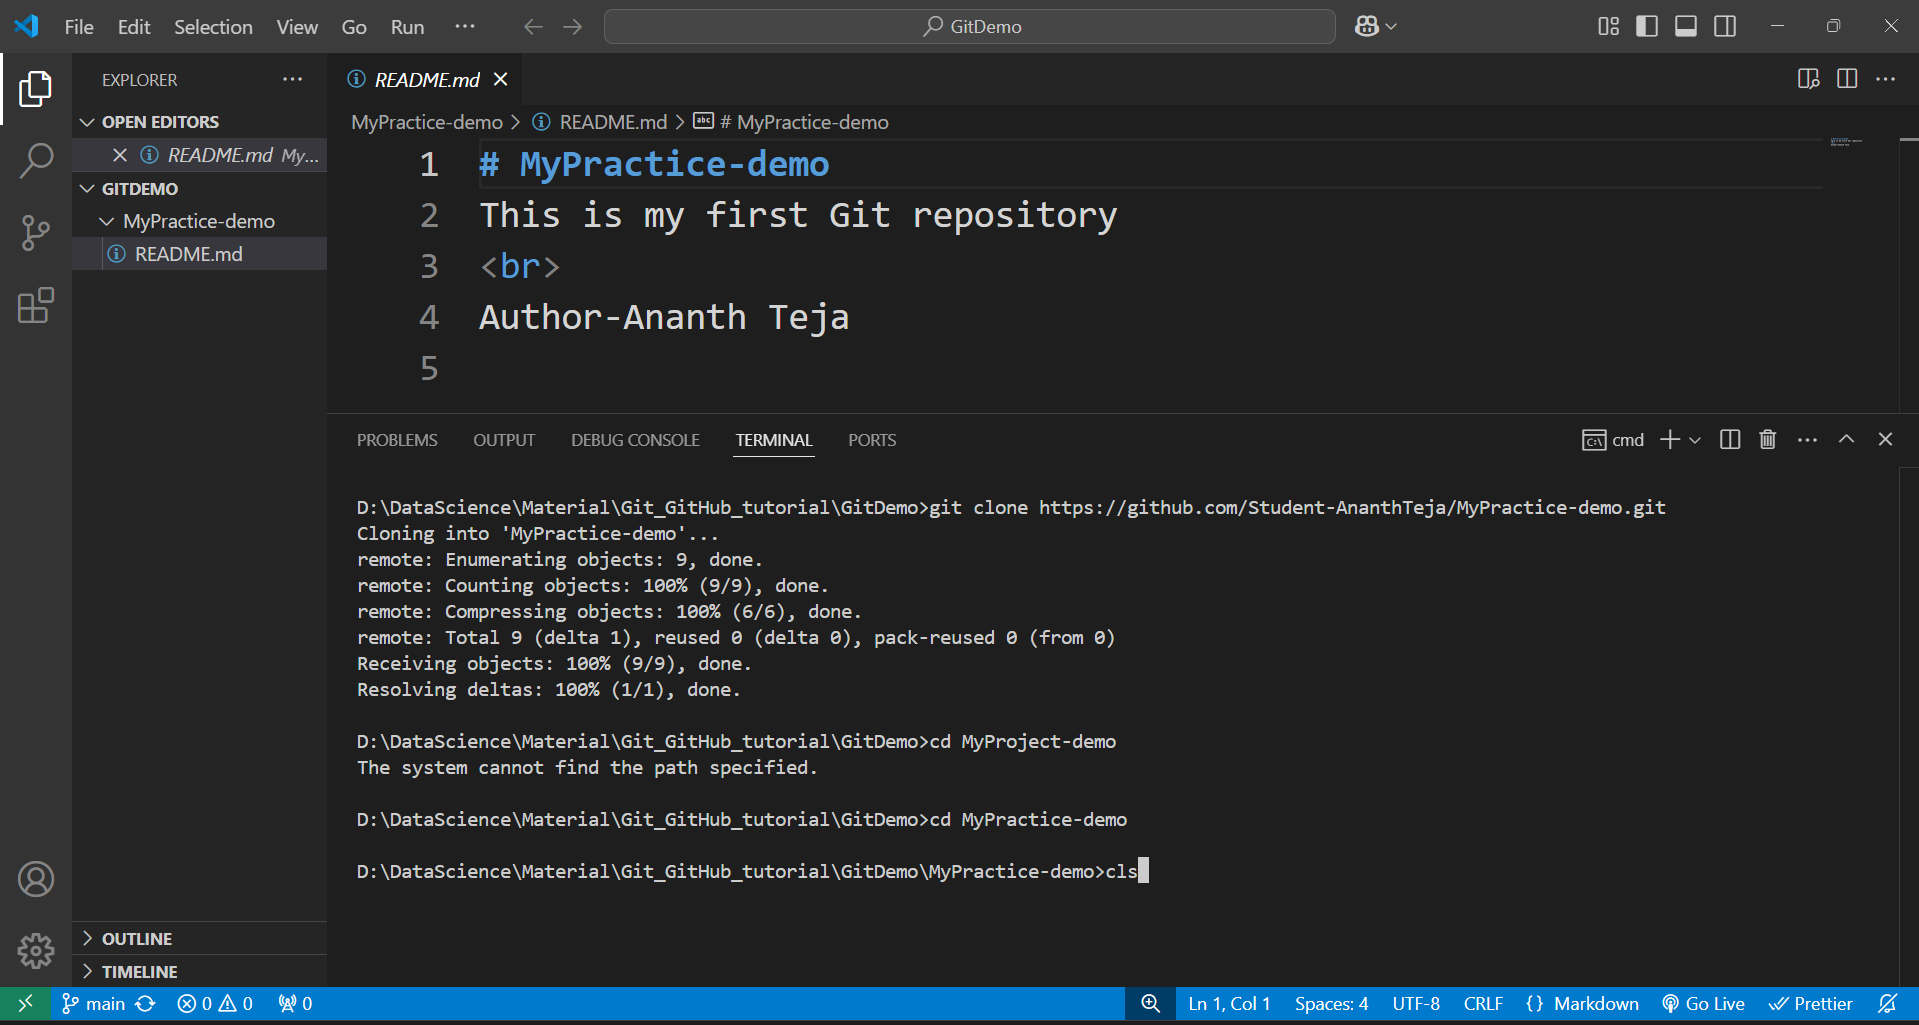 File Edit Selection View Go Run ··· GitDemo
EXPLORER ···
OPEN EDITORS
README.md My...
GITDEMO
MyPractice-demo
README.md
OUTLINE
TIMELINE
README.md
MyPractice-demo > README.md > # MyPractice-demo
1 # MyPractice-demo
2 This is my first Git repository
3 <br>
4 Author-Ananth Teja
5
PROBLEMS OUTPUT DEBUG CONSOLE TERMINAL PORTS cmd
D:\DataScience\Material\Git_GitHub_tutorial\GitDemo>git clone https://github.com/Student-AnanthTeja/MyPractice-demo.git
Cloning into 'MyPractice-demo'...
remote: Enumerating objects: 9, done.
remote: Counting objects: 100% (9/9), done.
remote: Compressing objects: 100% (6/6), done.
remote: Total 9 (delta 1), reused 0 (delta 0), pack-reused 0 (from 0)
Receiving objects: 100% (9/9), done.
Resolving deltas: 100% (1/1), done.
D:\DataScience\Material\Git_GitHub_tutorial\GitDemo>cd MyProject-demo
The system cannot find the path specified.
D:\DataScience\Material\Git_GitHub_tutorial\GitDemo>cd MyPractice-demo
D:\DataScience\Material\Git_GitHub_tutorial\GitDemo\MyPractice-demo>cls
main 0 0 0 Ln 1, Col 1 Spaces: 4 UTF-8 CRLF {} Markdown Go Live Prettier